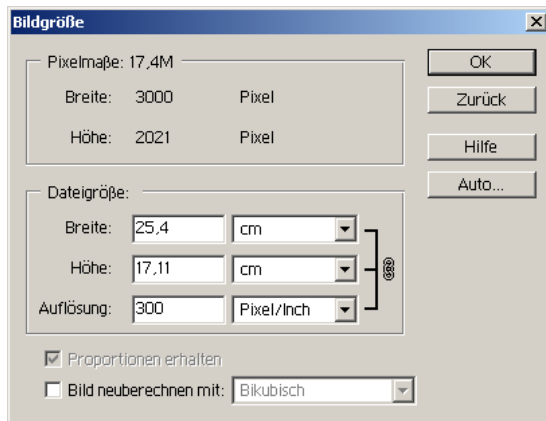 Bildgröße
Pixelmaße: 17,4M
Breite: 3000 Pixel
Höhe: 2021 Pixel
OK
Zurück
Hilfe
Auto...
Dateigröße:
Breite: 25,4 cm
Höhe: 17,11 cm
Auflösung: 300 Pixel/Inch
Proportionen erhalten
Bild neuberechnen mit: Bikubisch